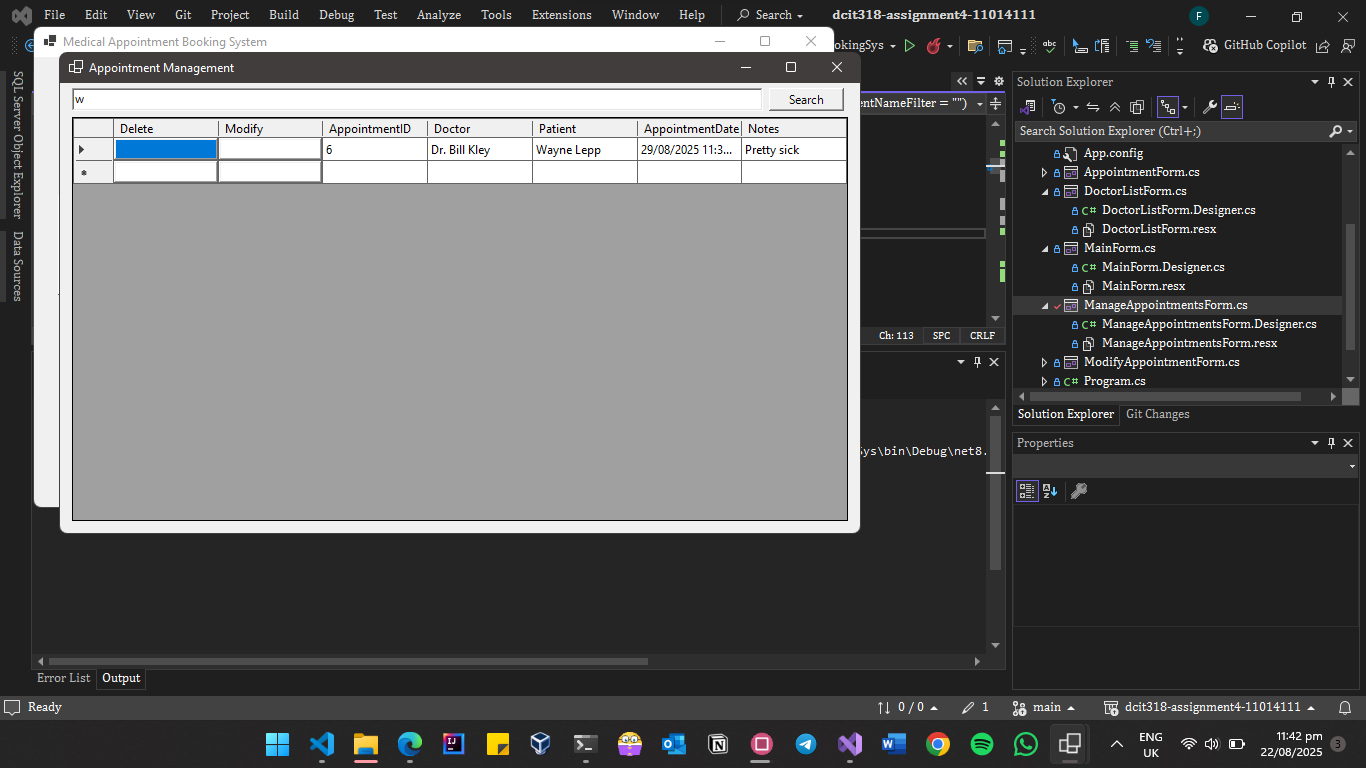 File Edit View Git Project Build Debug Test Analyze Tools Extensions Window Help Search dcit318-assignment4-11014111 F
Medical Appointment Booking System
okingSys GitHub Copilot
Appointment Management
w Search
entNameFilter = "")
Delete Modify AppointmentID Doctor Patient AppointmentDate Notes
6 Dr. Bill Kley Wayne Lepp 29/08/2025 11:3... Pretty sick
SQL Server Object Explorer
Data Sources
Ch: 113 SPC CRLF
Sys\bin\Debug\net8.
Error List Output
Solution Explorer
Search Solution Explorer (Ctrl+;)
App.config
AppointmentForm.cs
DoctorListForm.cs
C# DoctorListForm.Designer.cs
DoctorListForm.resx
MainForm.cs
C# MainForm.Designer.cs
MainForm.resx
ManageAppointmentsForm.cs
C# ManageAppointmentsForm.Designer.cs
ManageAppointmentsForm.resx
ModifyAppointmentForm.cs
C# Program.cs
Solution Explorer Git Changes
Properties
Ready 0 / 0 1 main dcit318-assignment4-11014111
ENG
UK
11:42 pm
22/08/2025
3